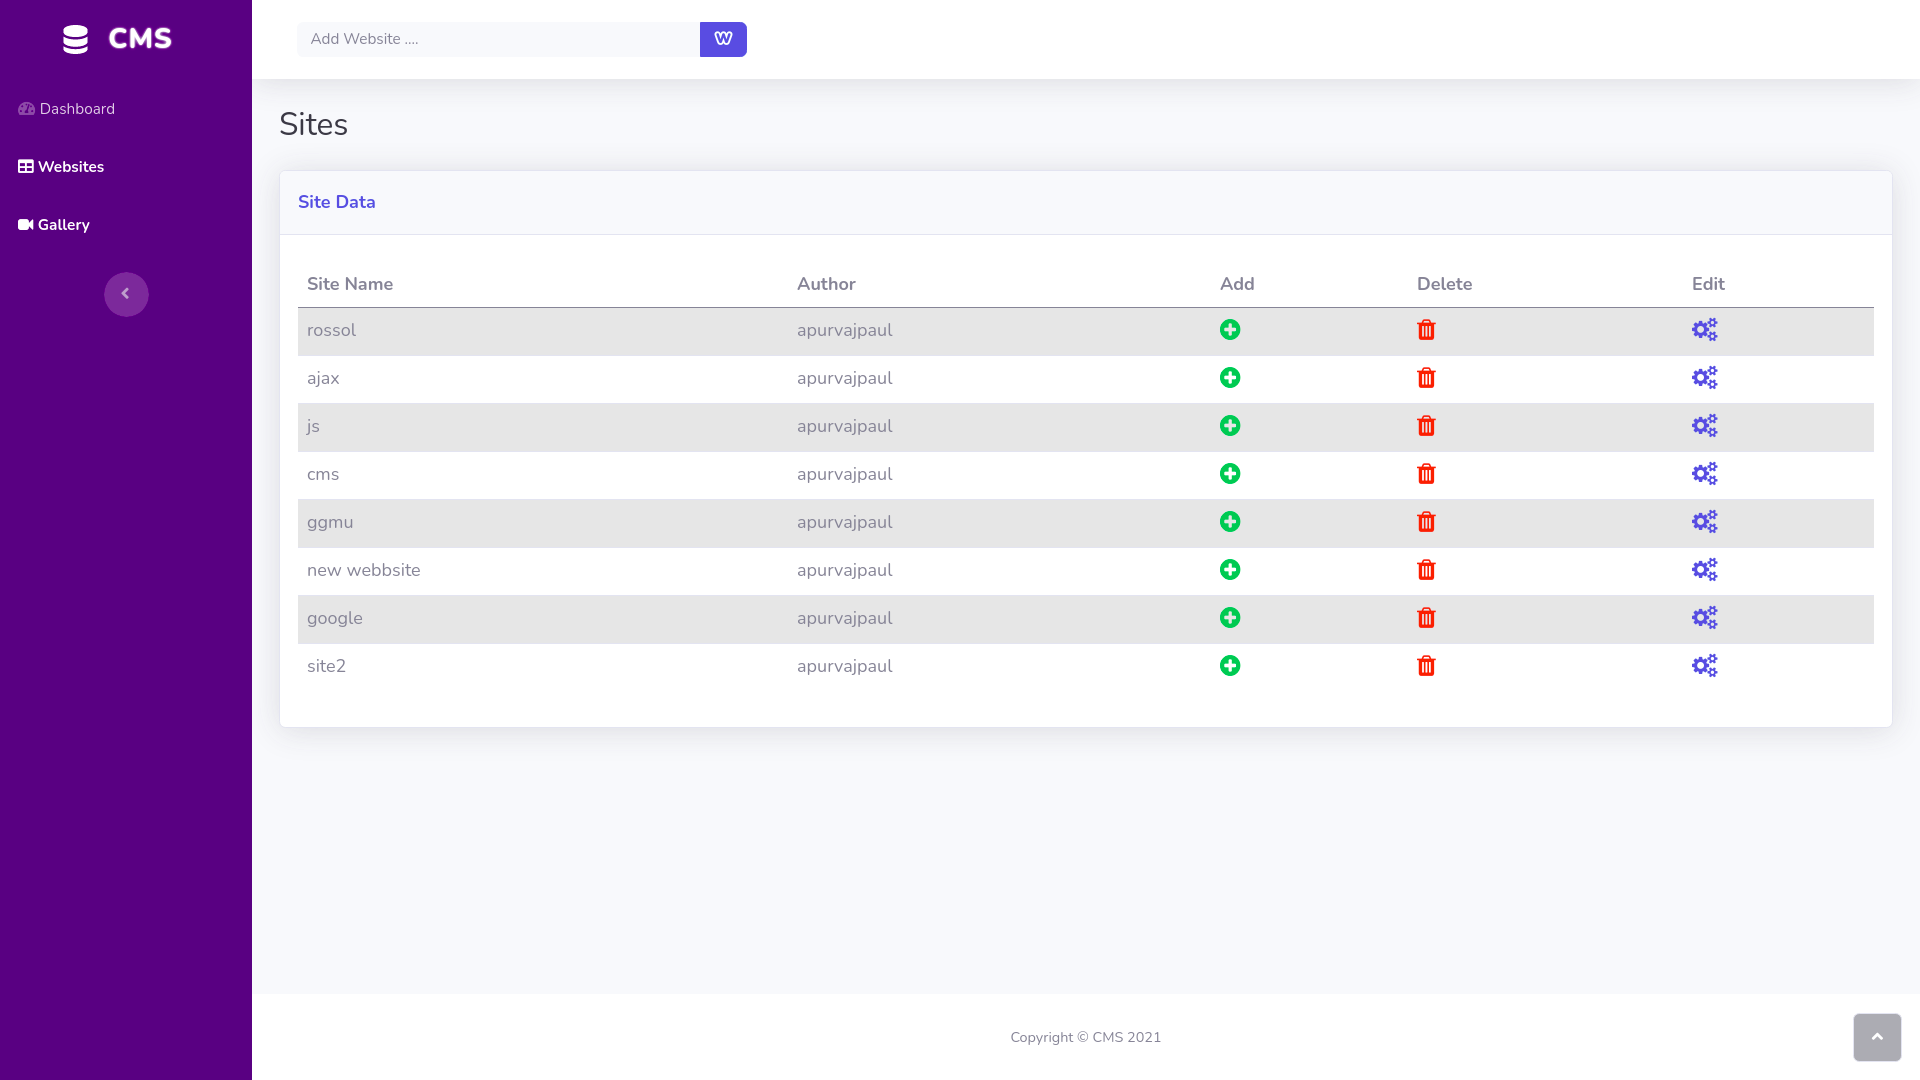 CMS
Dashboard
Websites
Gallery
Add Website ....
Sites
Site Data
Site Name Author Add Delete Edit
rossol apurvajpaul
ajax apurvajpaul
js apurvajpaul
cms apurvajpaul
ggmu apurvajpaul
new webbsite apurvajpaul
google apurvajpaul
site2 apurvajpaul
Copyright © CMS 2021